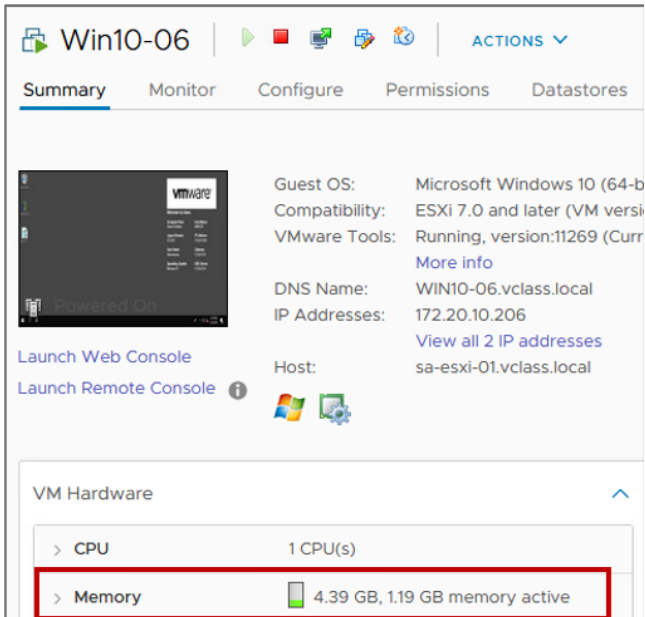 Win10-06
ACTIONS
Summary Monitor Configure Permissions Datastores
vmware
Powered On
Guest OS: Microsoft Windows 10 (64-b
Compatibility: ESXi 7.0 and later (VM versi
VMware Tools: Running, version:11269 (Curr
More info
DNS Name: WIN10-06.vclass.local
IP Addresses: 172.20.10.206
View all 2 IP addresses
Host: sa-esxi-01.vclass.local
Launch Web Console
Launch Remote Console
VM Hardware
CPU 1 CPU(s)
Memory 4.39 GB, 1.19 GB memory active